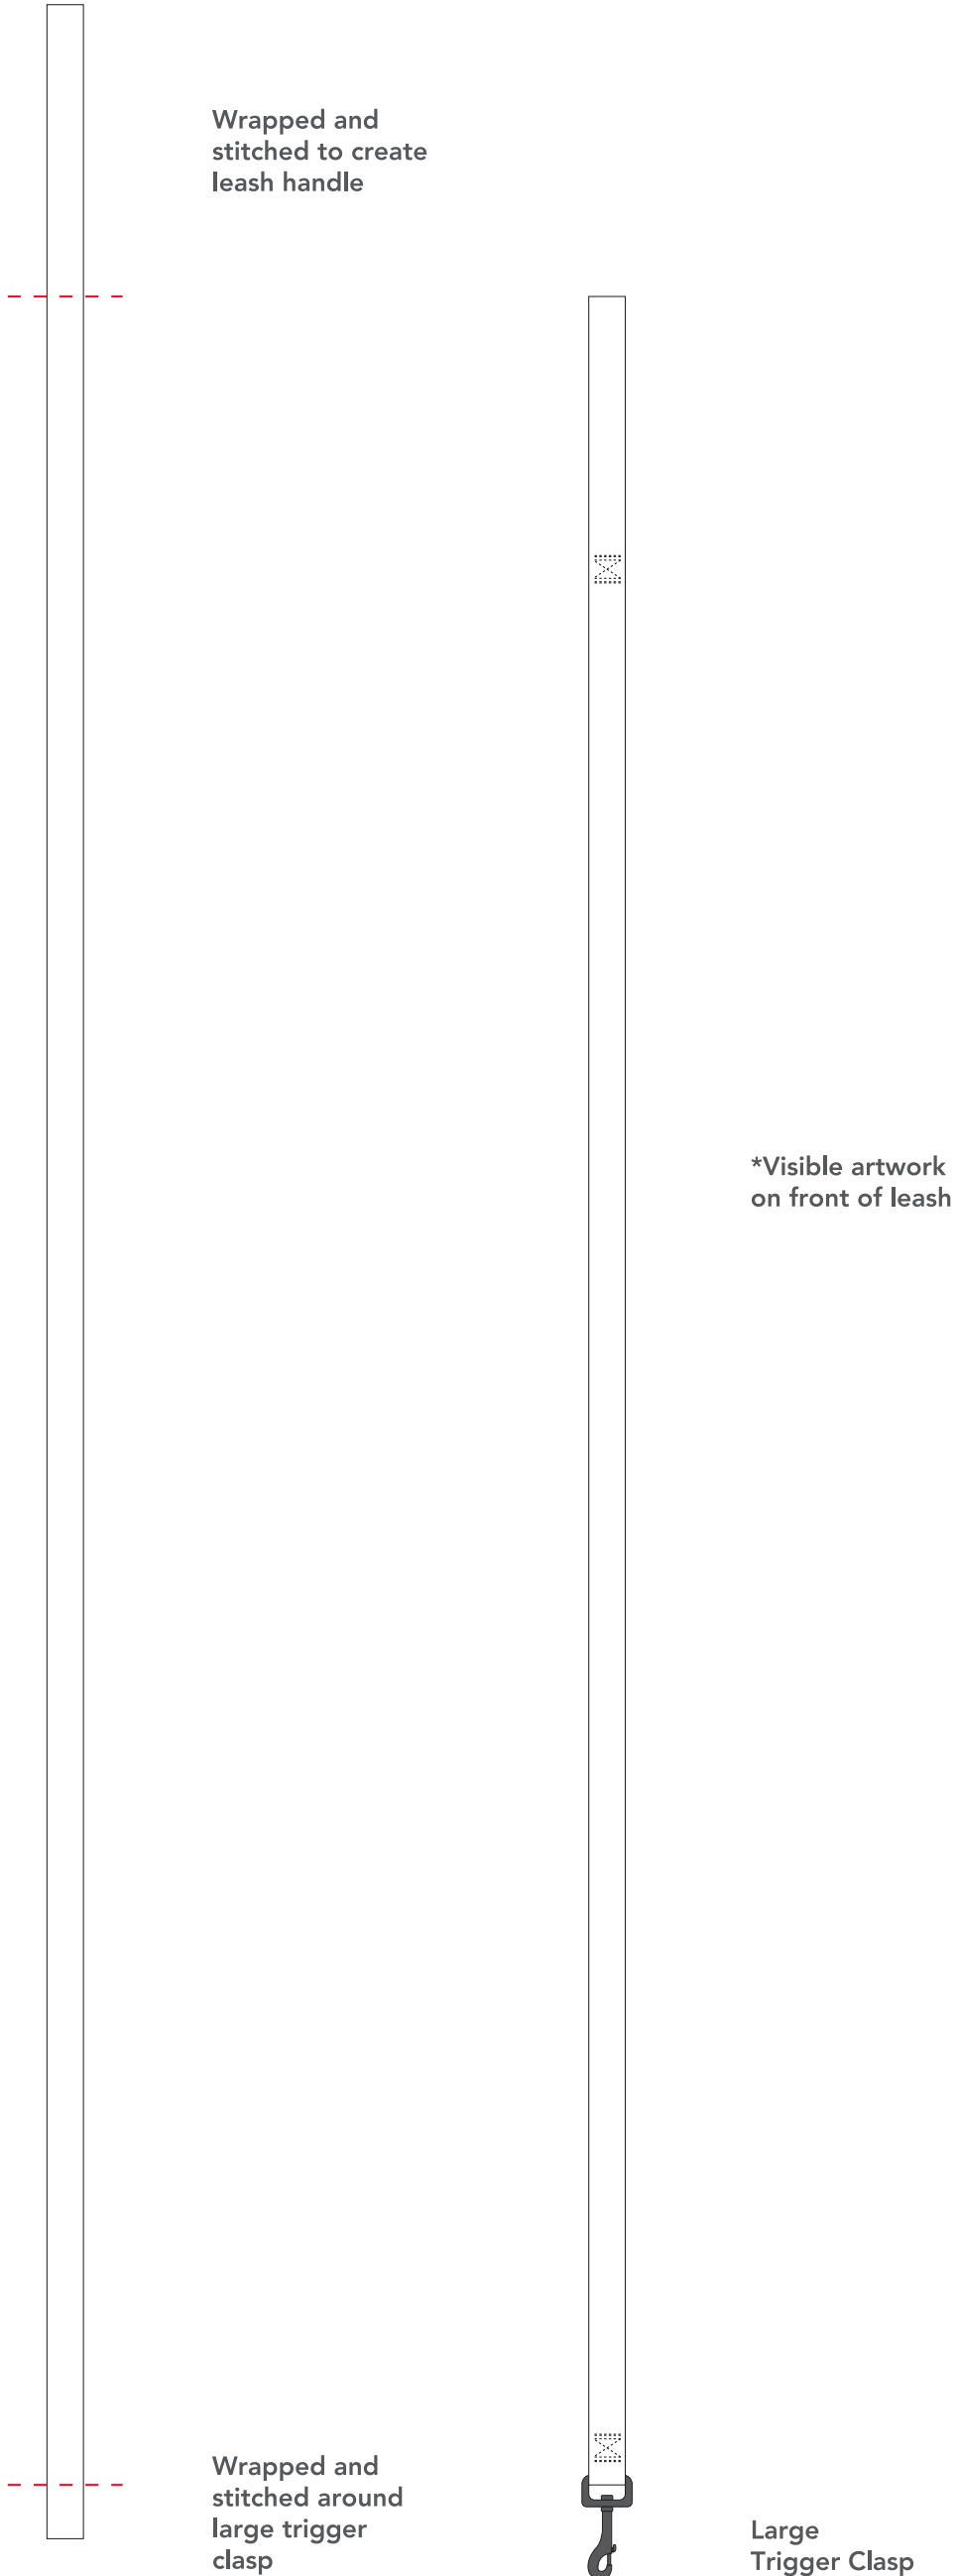 Wrapped and
stitched to create
leash handle
*Visible artwork
on front of leash
Wrapped and
stitched around
large trigger
clasp
Large
Trigger Clasp